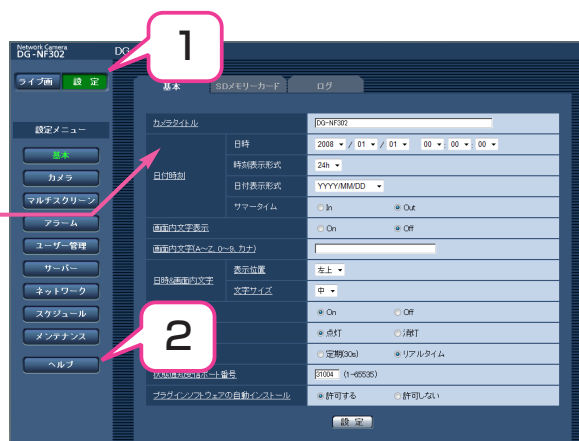 Network Camera
DG-NF302
DG
1
ライブ画 設 定
基本 SDメモリーカード ログ
設定メニュー
基本
カメラ
マルチスクリーン
アラーム
ユーザー管理
サーバー
ネットワーク
スケジュール
メンテナンス
ヘルプ
カメラタイトル DG-NF302
日付時刻
日時 2008 / 01 / 01 00 : 00 : 00
時刻表示形式 24h
日付表示形式 YYYY/MM/DD
サマータイム In Out
画面内文字表示 On Off
画面内文字(A~Z, 0~9, カナ)
日時&画面内文字
表示位置 左上
文字サイズ 中
On Off
点灯 消灯
定期(30s) リアルタイム
ポート番号 31004 (1-65535)
プラグインソフトウェアの自動インストール 許可する 許可しない
設 定
2